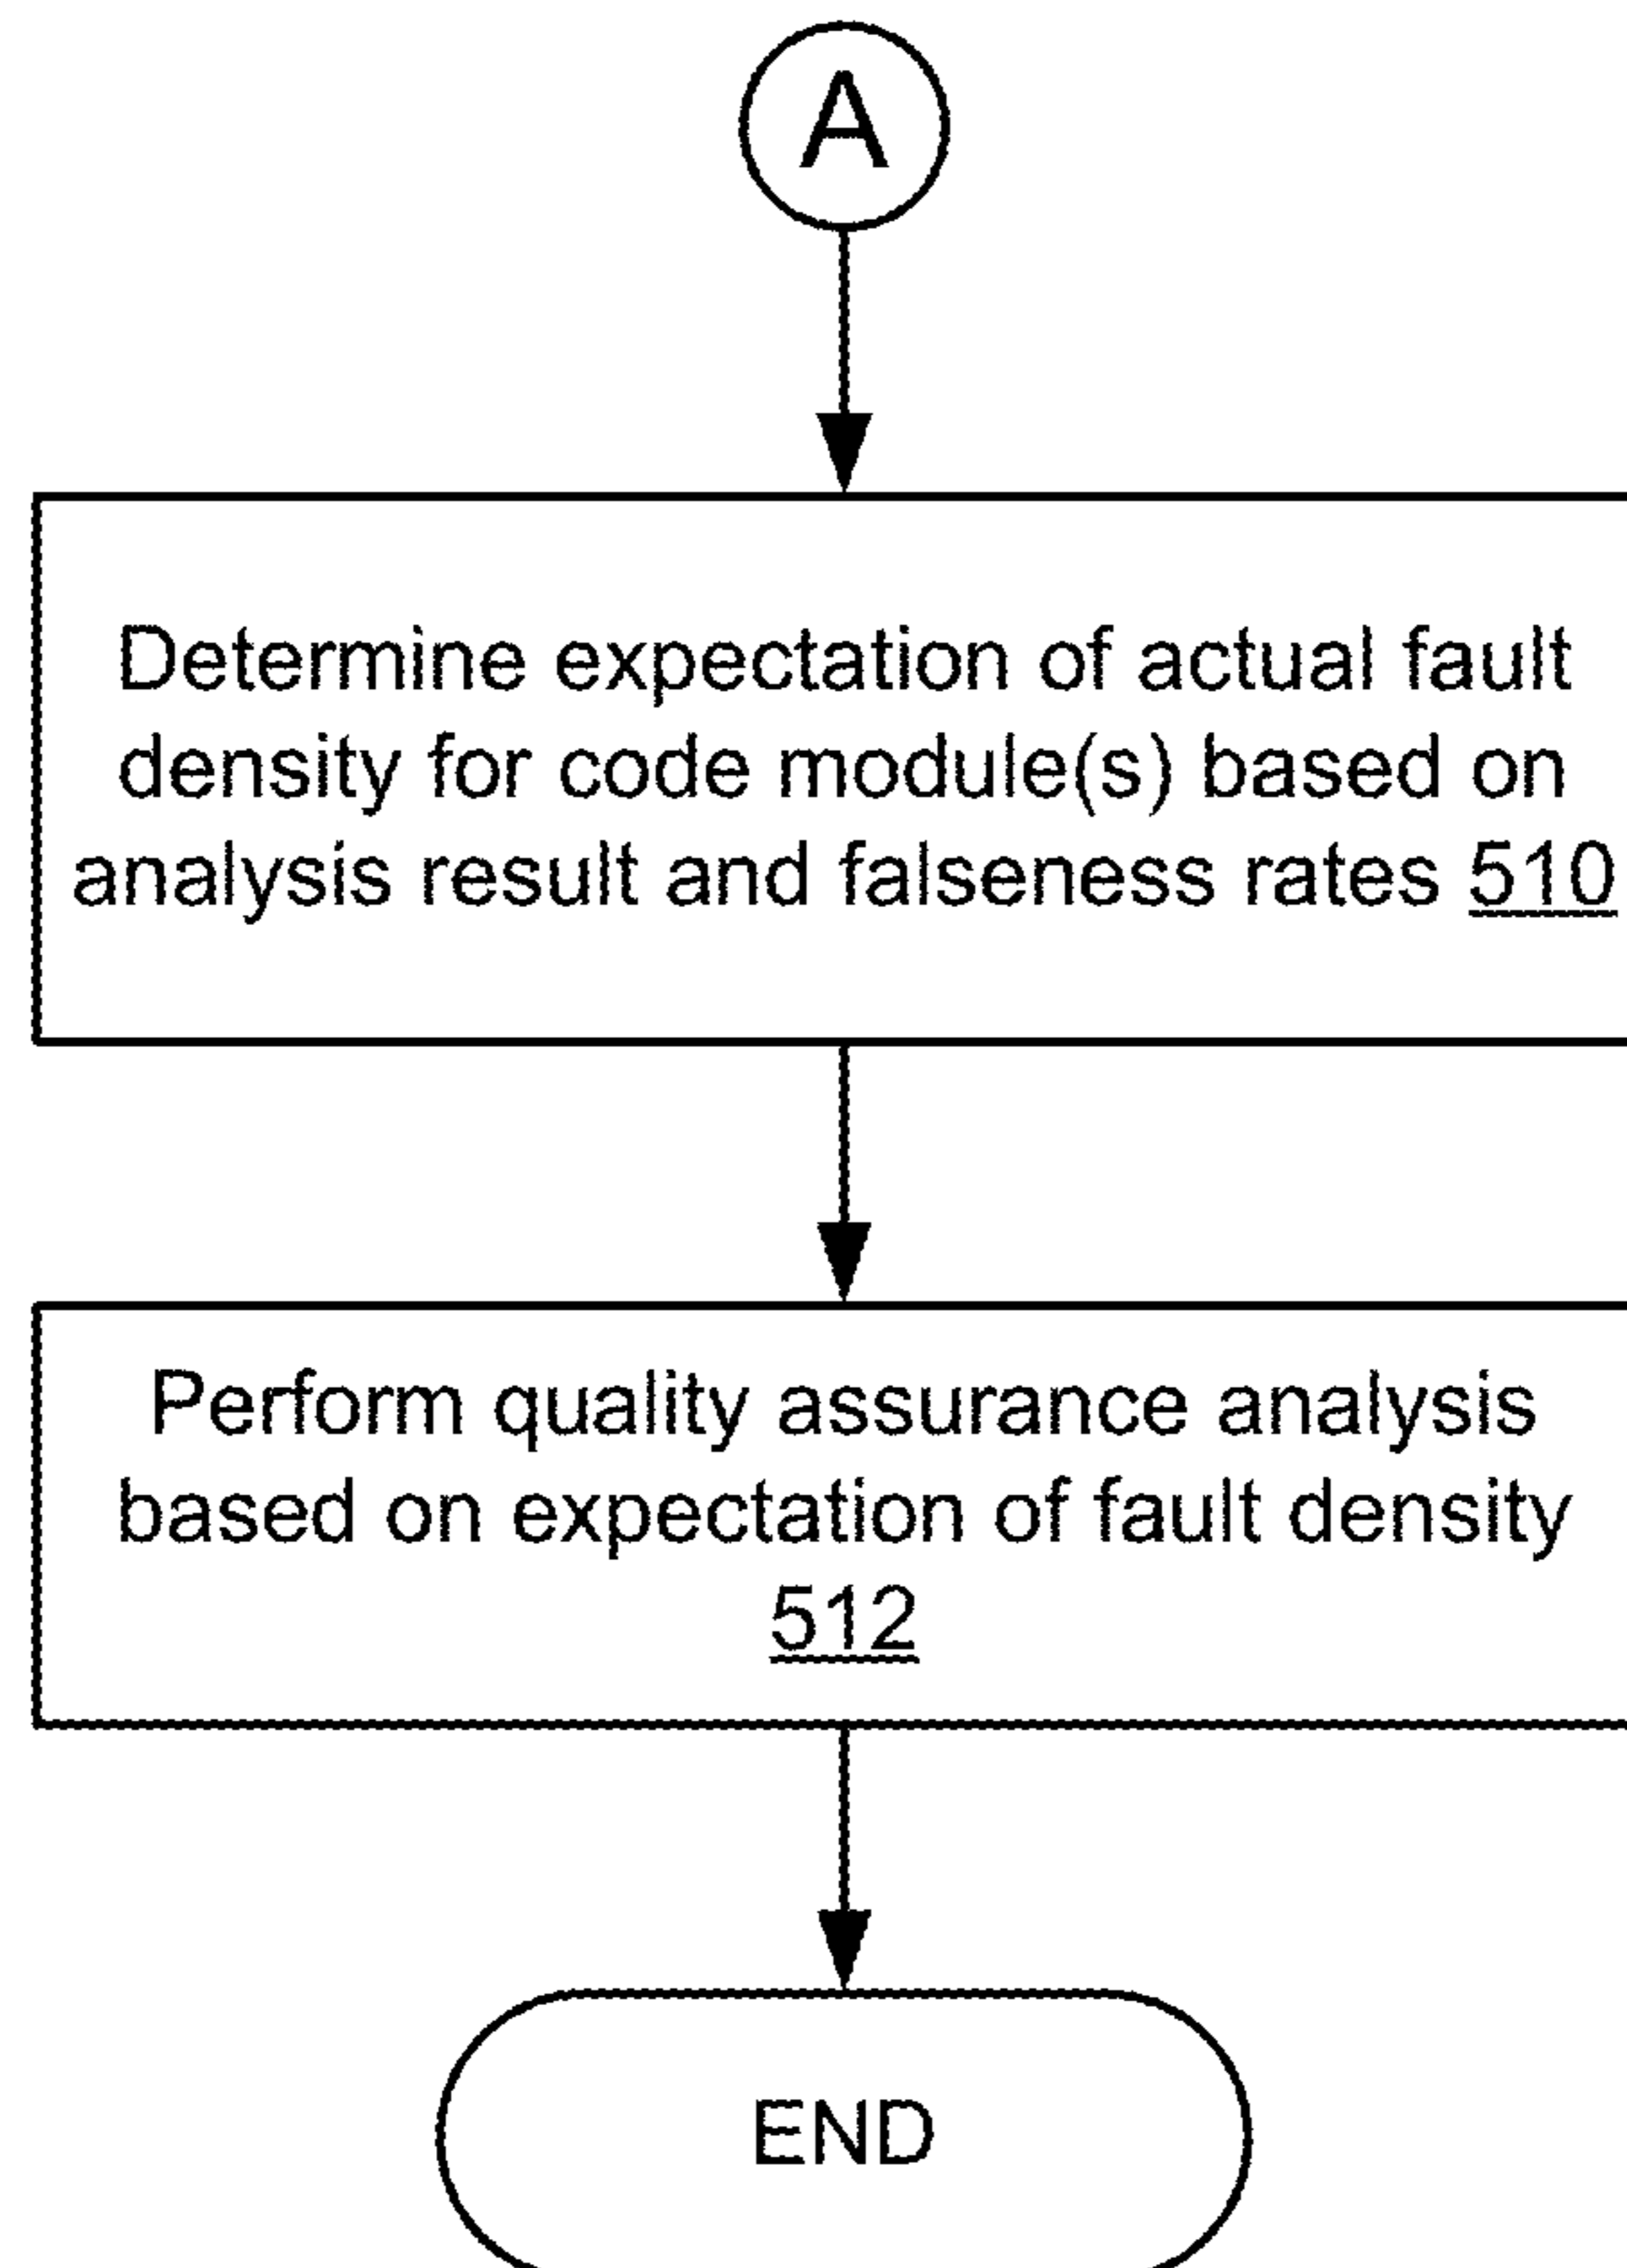 A
Determine expectation of actual fault
density for code module(s) based on
analysis result and falseness rates 510
Perform quality assurance analysis
based on expectation of fault density
512
END